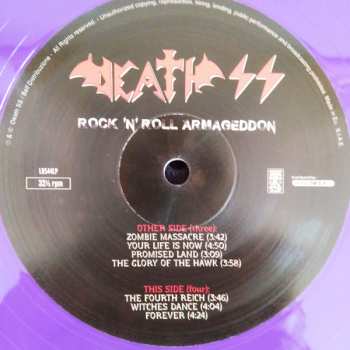 DEATH SS
ROCK 'N' ROLL ARMAGEDDON
33⅓ rpm
OTHER SIDE (three):
ZOMBIE MASSACRE (3:42)
YOUR LIFE IS NOW (4:50)
PROMISED LAND (3:09)
THE GLORY OF THE HAWK (3:58)
THIS SIDE (four):
THE FOURTH REICH (3:46)
WITCHES DANCE (4:04)
FOREVER (4:24)